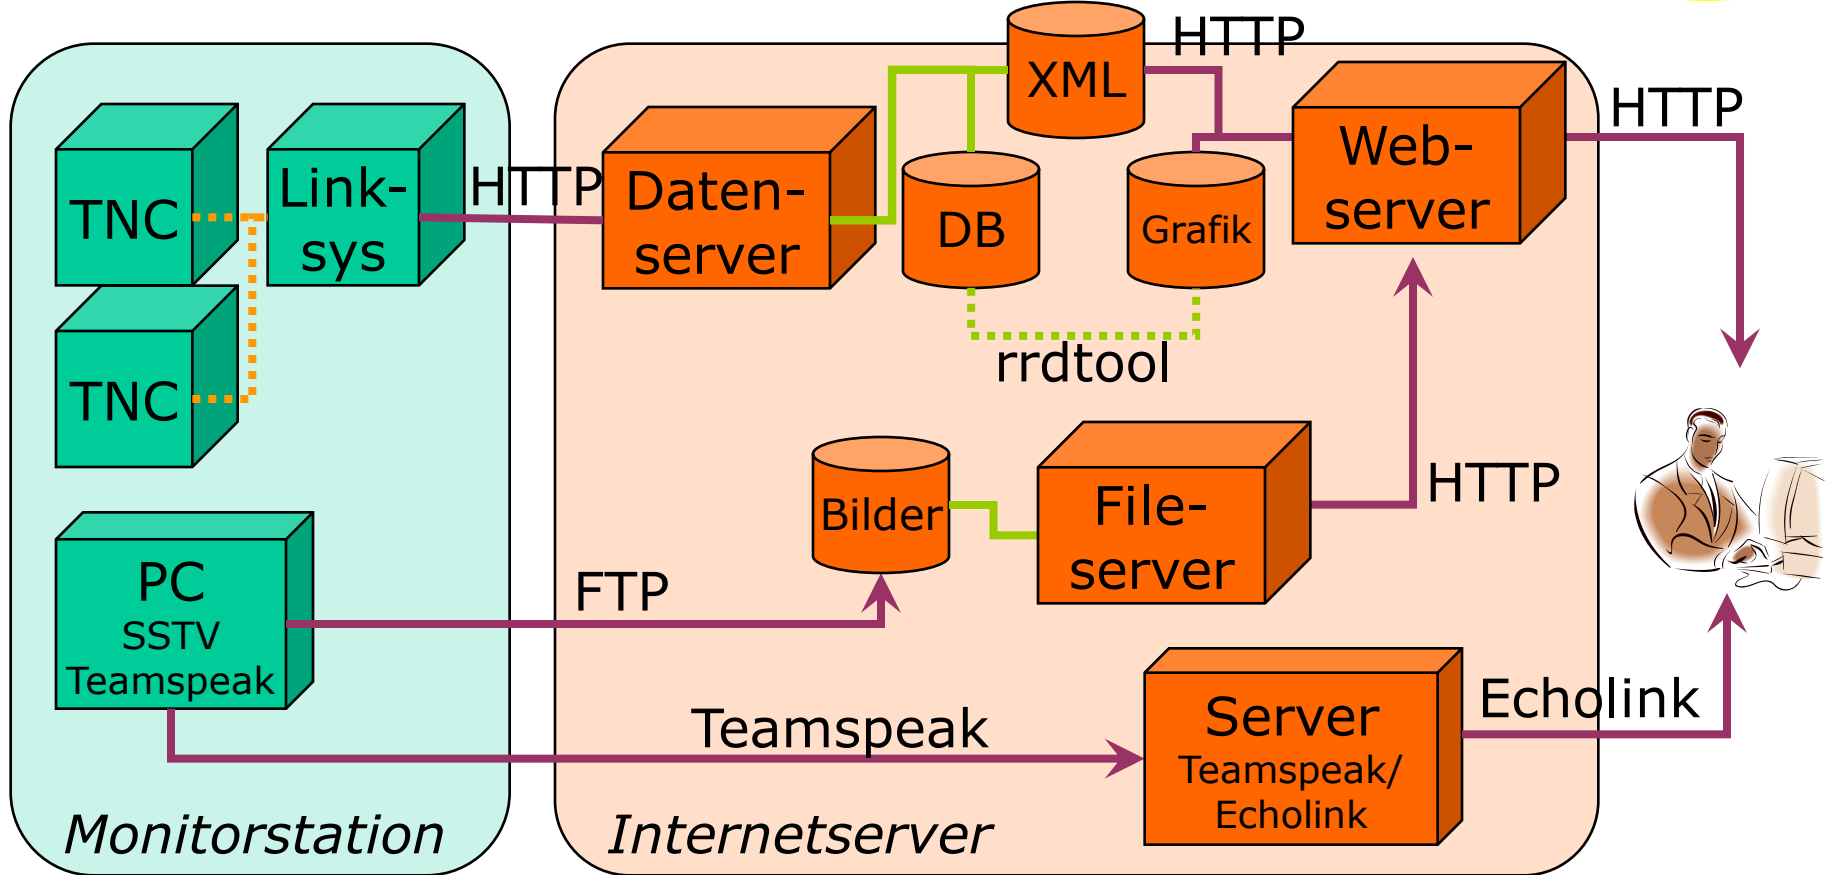 TNC
Link-
sys
TNC
PC
SSTV
Teamspeak
Monitorstation
HTTP
Daten-
server
XML
HTTP
DB
Grafik
rrdtool
Web-
server
HTTP
Bilder
File-
server
HTTP
FTP
Teamspeak
Server
Teamspeak/
Echolink
Echolink
Internetserver